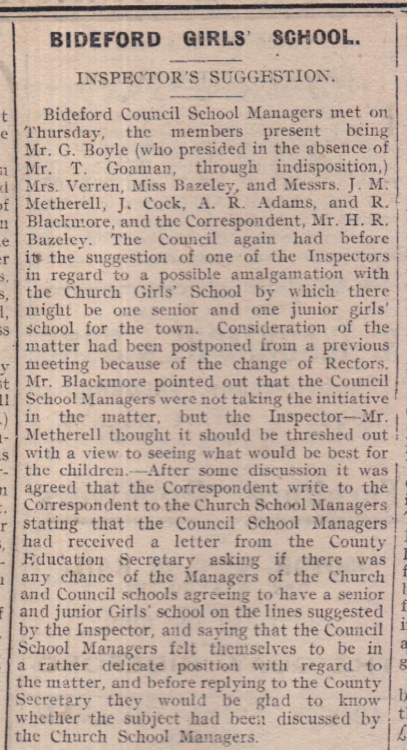 BIDEFORD GIRLS' SCHOOL.
INSPECTOR'S SUGGESTION.
Bideford Council School Managers met on
Thursday, the members present being
Mr. G. Boyle (who presided in the absence of
Mr. T. Goaman, through indisposition,)
Mrs. Verren, Miss Bazeley, and Messrs. J. M.
Metherell, J. Cock, A. R. Adams, and R.
Blackmore, and the Correspondent, Mr. H. R.
Bazeley. The Council again had before
it the suggestion of one of the Inspectors
in regard to a possible amalgamation with
the Church Girls' School by which there
might be one senior and one junior girls'
school for the town. Consideration of the
matter had been postponed from a previous
meeting because of the change of Rectors.
Mr. Blackmore pointed out that the Council
School Managers were not taking the initiative
in the matter, but the Inspector—Mr.
Metherell thought it should be threshed out
with a view to seeing what would be best for
the children.—After some discussion it was
agreed that the Correspondent write to the
Correspondent to the Church School Managers
stating that the Council School Managers
had received a letter from the County
Education Secretary asking if there was
any chance of the Managers of the Church
and Council schools agreeing to have a senior
and junior Girls' school on the lines suggested
by the Inspector, and saying that the Council
School Managers felt themselves to be in
a rather delicate position with regard to
the matter, and before replying to the County
Secretary they would be glad to know
whether the subject had been discussed by
the Church School Managers.